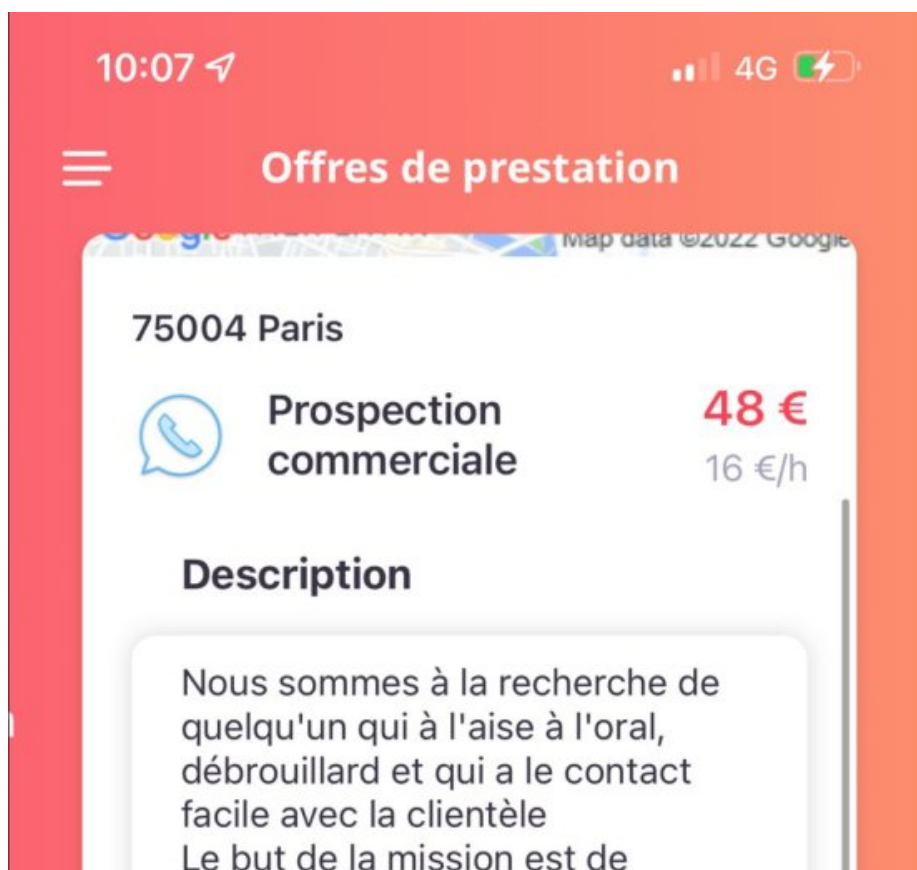 10:07
4G
Offres de prestation
Google
Map data ©2022 Google
75004 Paris
Prospection
commerciale
48 €
16 €/h
Description
Nous sommes à la recherche de
quelqu'un qui à l'aise à l'oral,
débrouillard et qui a le contact
facile avec la clientèle
Le but de la mission est de